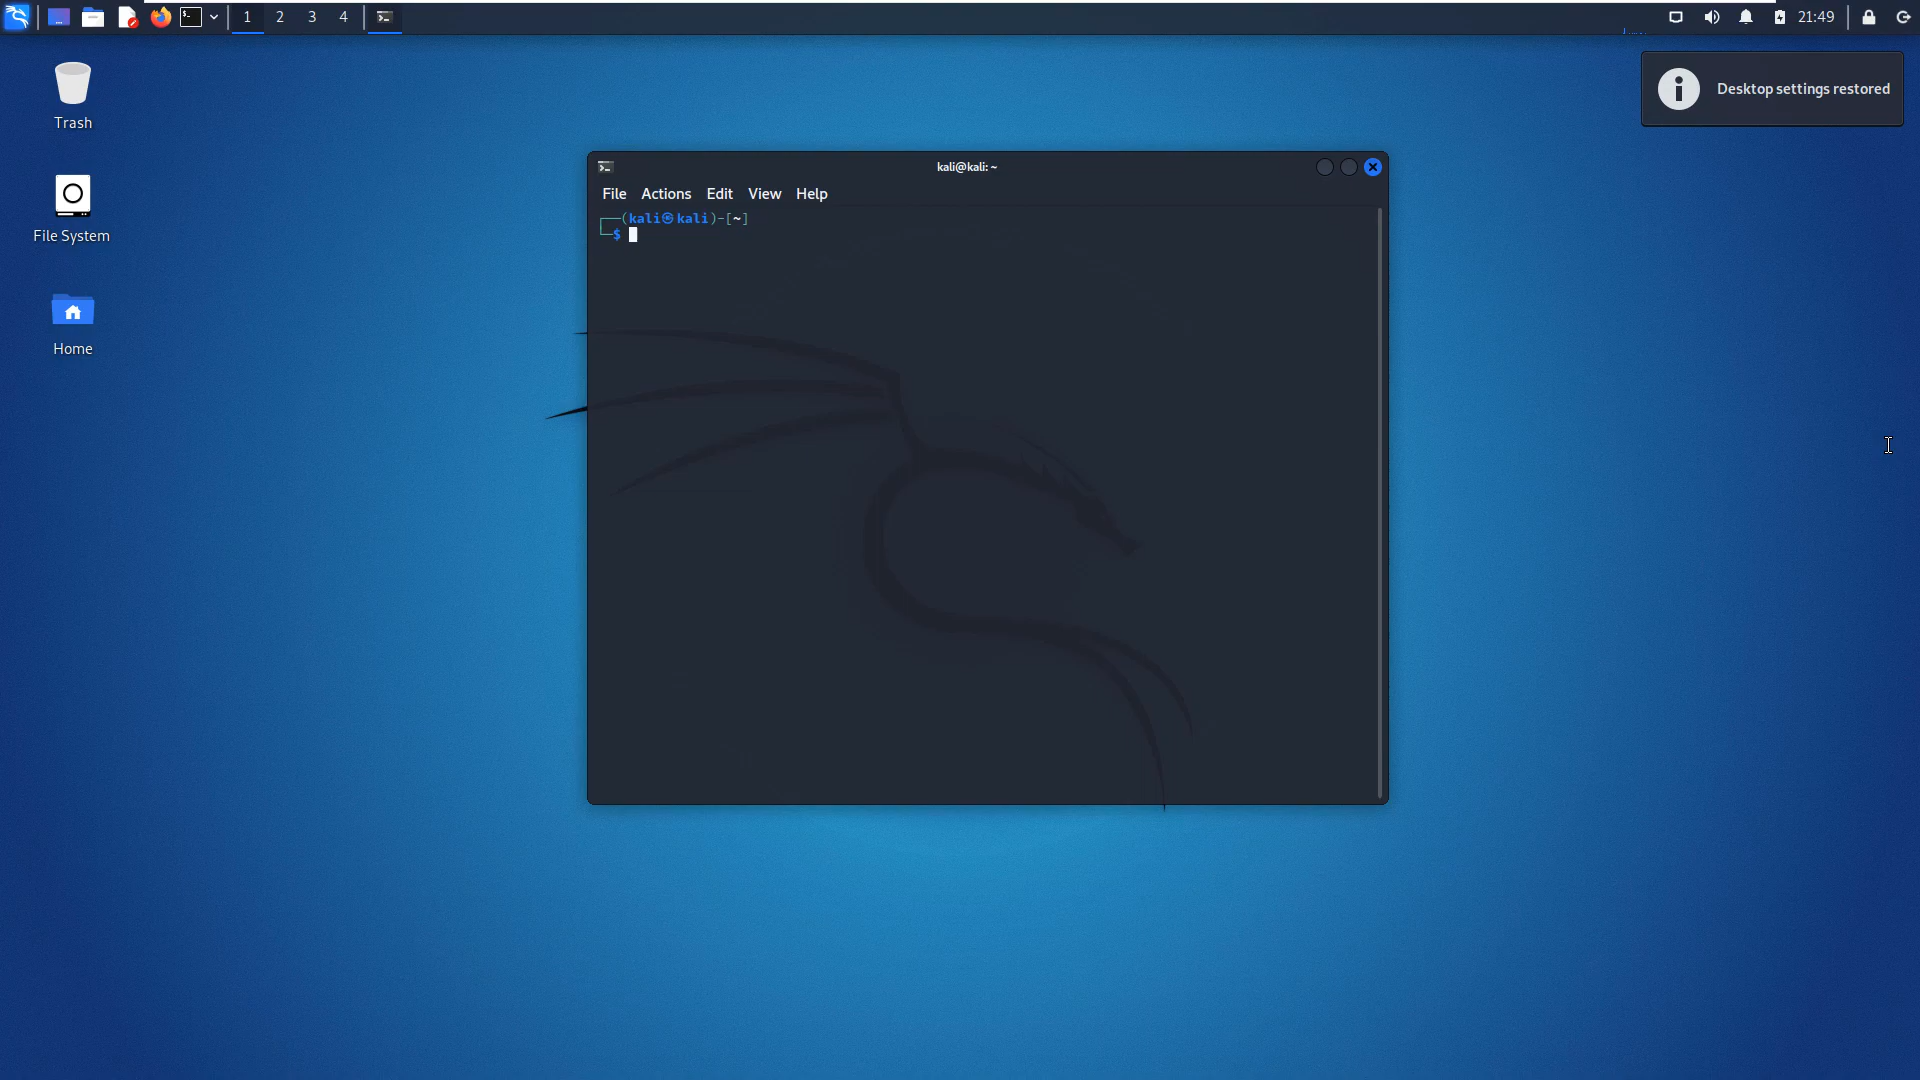 1 2 3 4
21:49
Desktop settings restored
Trash
File System
Home
kali@kali: ~
File Actions Edit View Help
┌──(kali㉿kali)-[~]
└─$